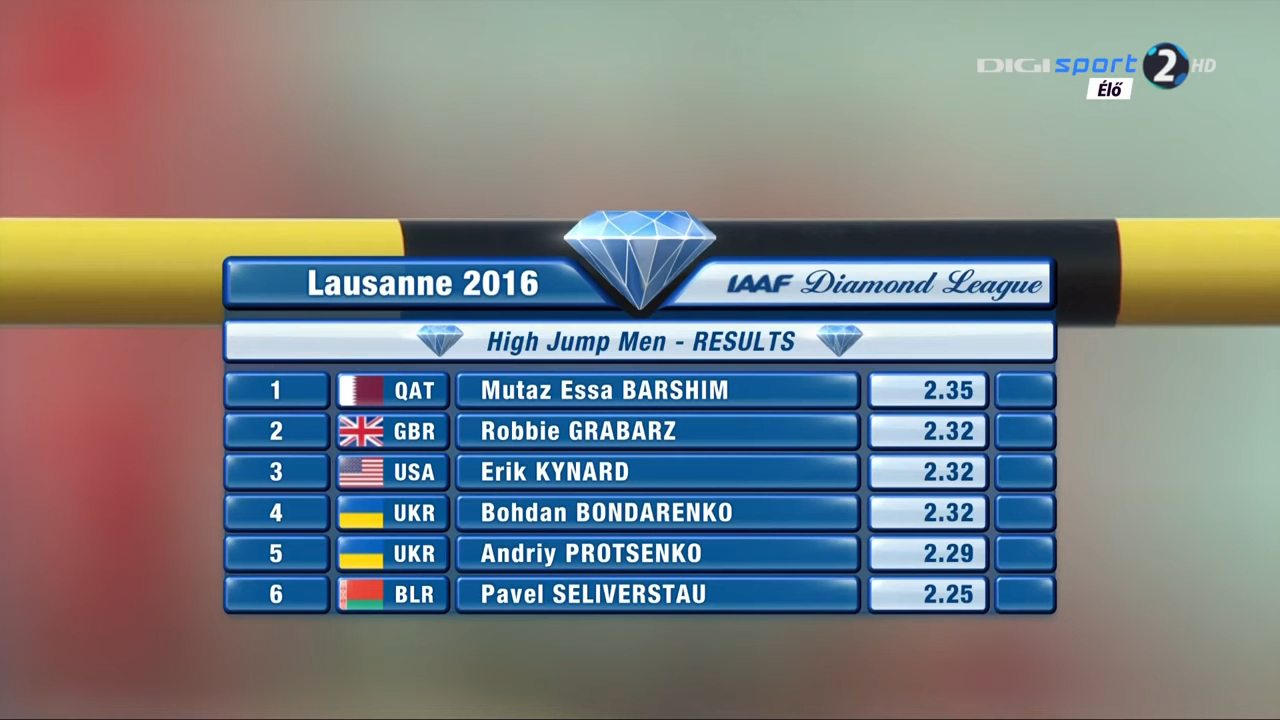 DIGI sport 2 HD
Élő
Lausanne 2016
IAAF Diamond League
High Jump Men - RESULTS
1 QAT Mutaz Essa BARSHIM 2.35
2 GBR Robbie GRABARZ 2.32
3 USA Erik KYNARD 2.32
4 UKR Bohdan BONDARENKO 2.32
5 UKR Andriy PROTSENKO 2.29
6 BLR Pavel SELIVERSTAU 2.25